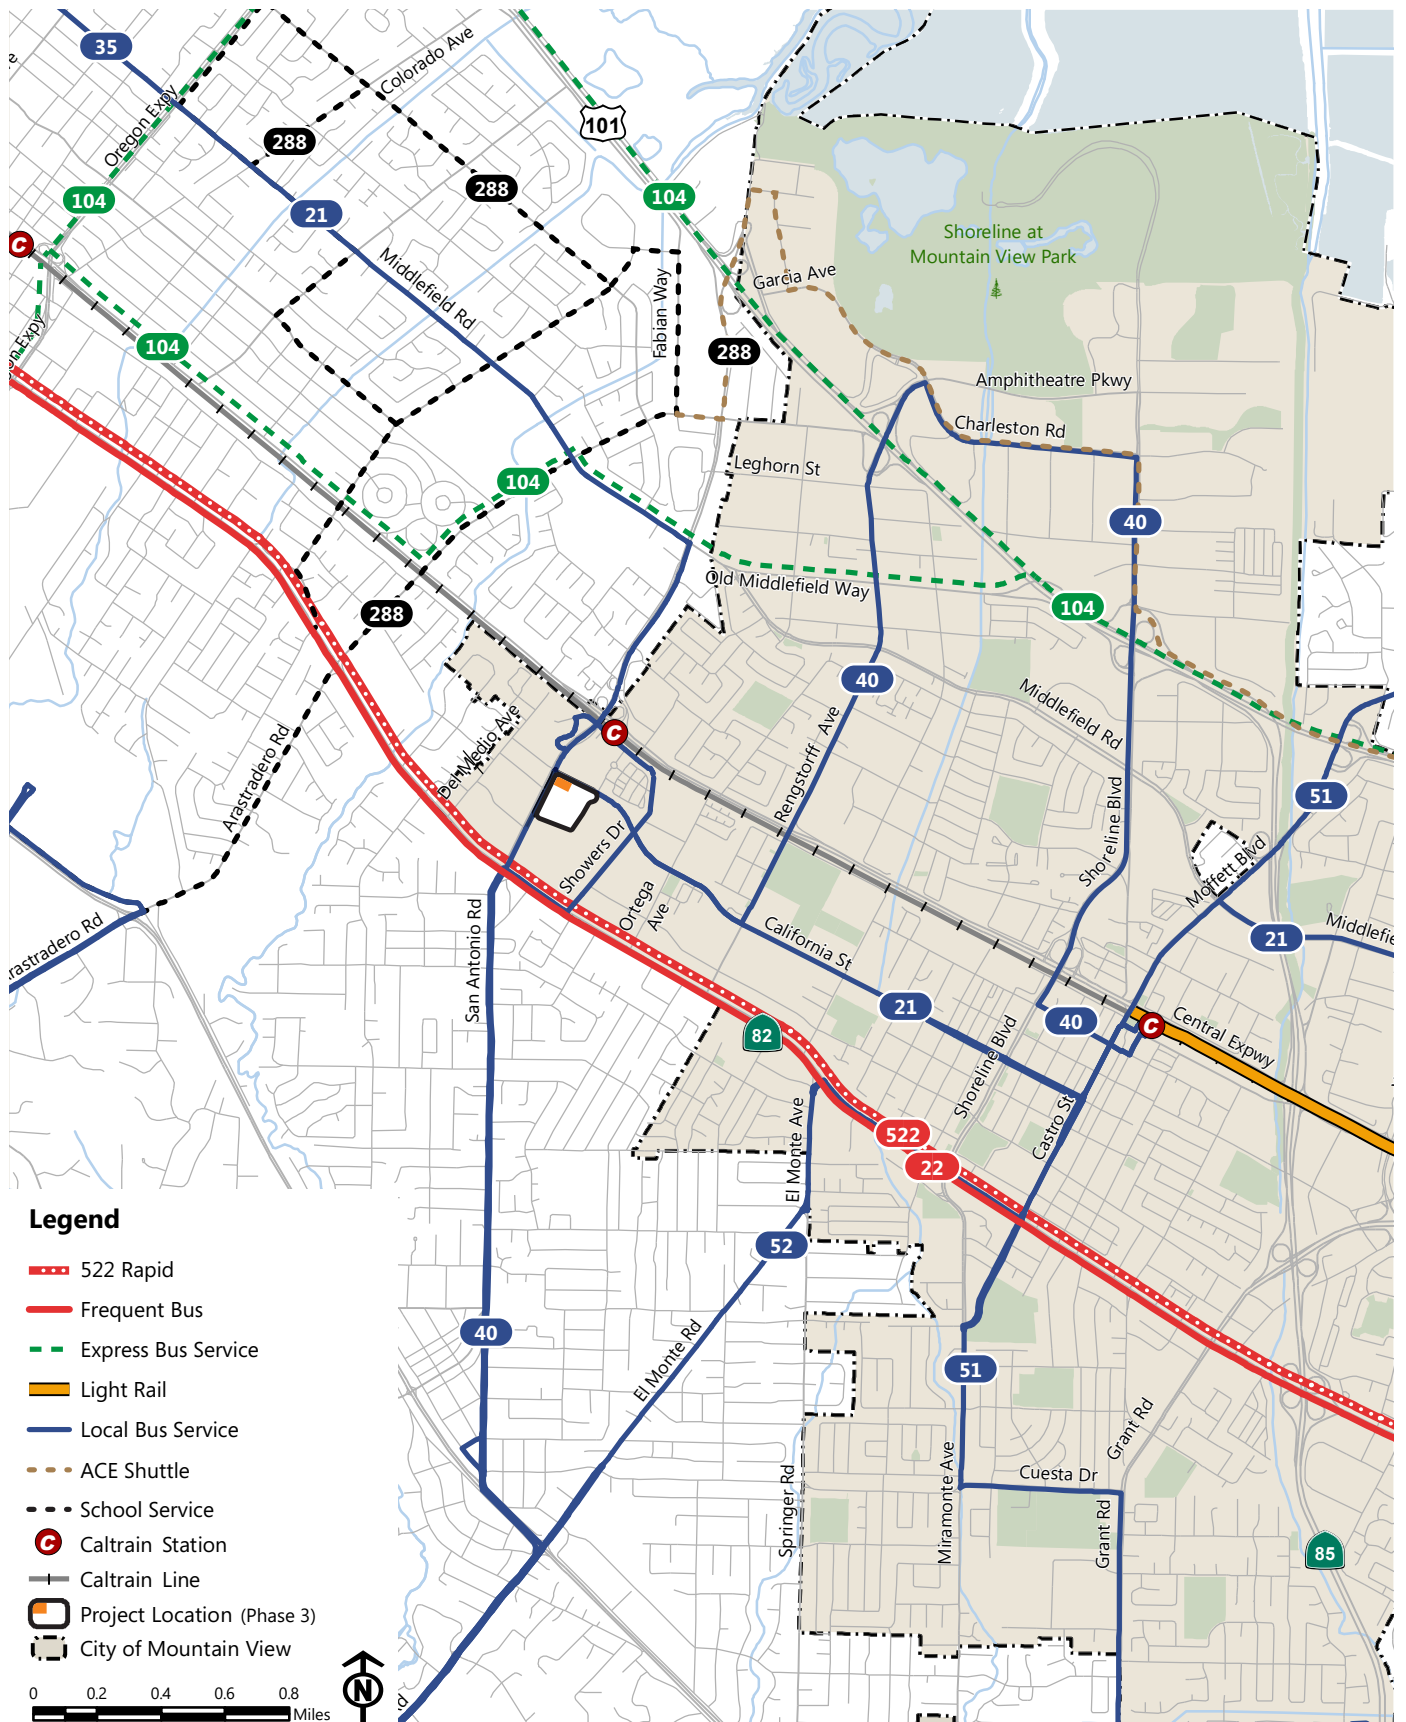 35
Colorado Ave
Oregon Expy
101
288
288
104
104
21
C
Shoreline at
Mountain View Park
Garcia Ave
Middlefield Rd
Fabian Way
on Expy
104
288
Amphitheatre Pkwy
Charleston Rd
Leghorn St
104
40
Old Middlefield Way
104
288
40
Middlefield Rd
Del Medio Ave
C
Rengstorff Ave
Arastradero Rd
Shoreline Blvd
51
Showers Dr
Moffett Blvd
Ortega
Ave
San Antonio Rd
California St
21
Middlefie
rastradero Rd
21
40
C
Central Expwy
82
Shoreline Blvd
Castro St
El Monte Ave
522
22
52
40
El Monte Rd
51
Grant Rd
Springer Rd
Miramonte Ave
Cuesta Dr
Grant Rd
85
Legend
522 Rapid
Frequent Bus
Express Bus Service
Light Rail
Local Bus Service
ACE Shuttle
School Service
C Caltrain Station
Caltrain Line
Project Location (Phase 3)
City of Mountain View
N
0 0.2 0.4 0.6 0.8
Miles